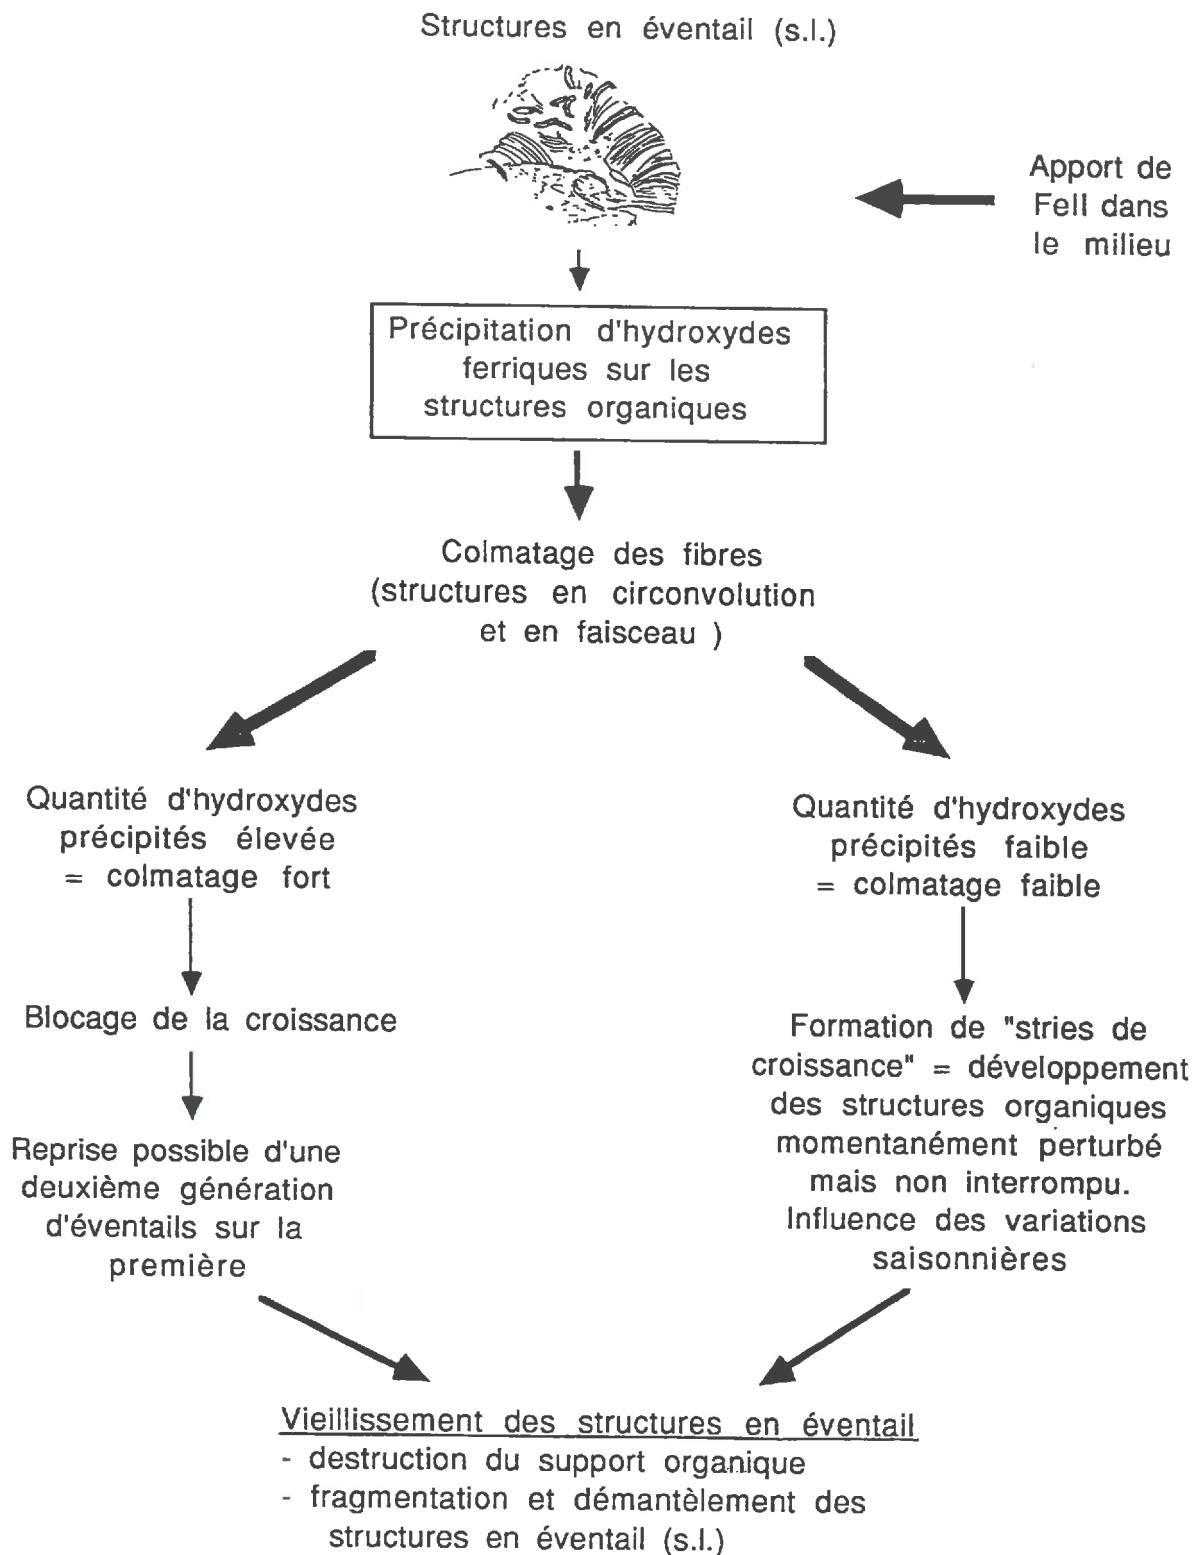 Structures en éventail (s.l.)
Apport de
FeII dans
le milieu
Précipitation d'hydroxydes
ferriques sur les
structures organiques
Colmatage des fibres
(structures en circonvolution
et en faisceau )
Quantité d'hydroxydes
précipités élevée
= colmatage fort
Blocage de la croissance
Reprise possible d'une
deuxième génération
d'éventails sur la
première
Quantité d'hydroxydes
précipités faible
= colmatage faible
Formation de "stries de
croissance" = développement
des structures organiques
momentanément perturbé
mais non interrompu.
Influence des variations
saisonnières
Vieillissement des structures en éventail
- destruction du support organique
- fragmentation et démantèlement des
structures en éventail (s.l.)